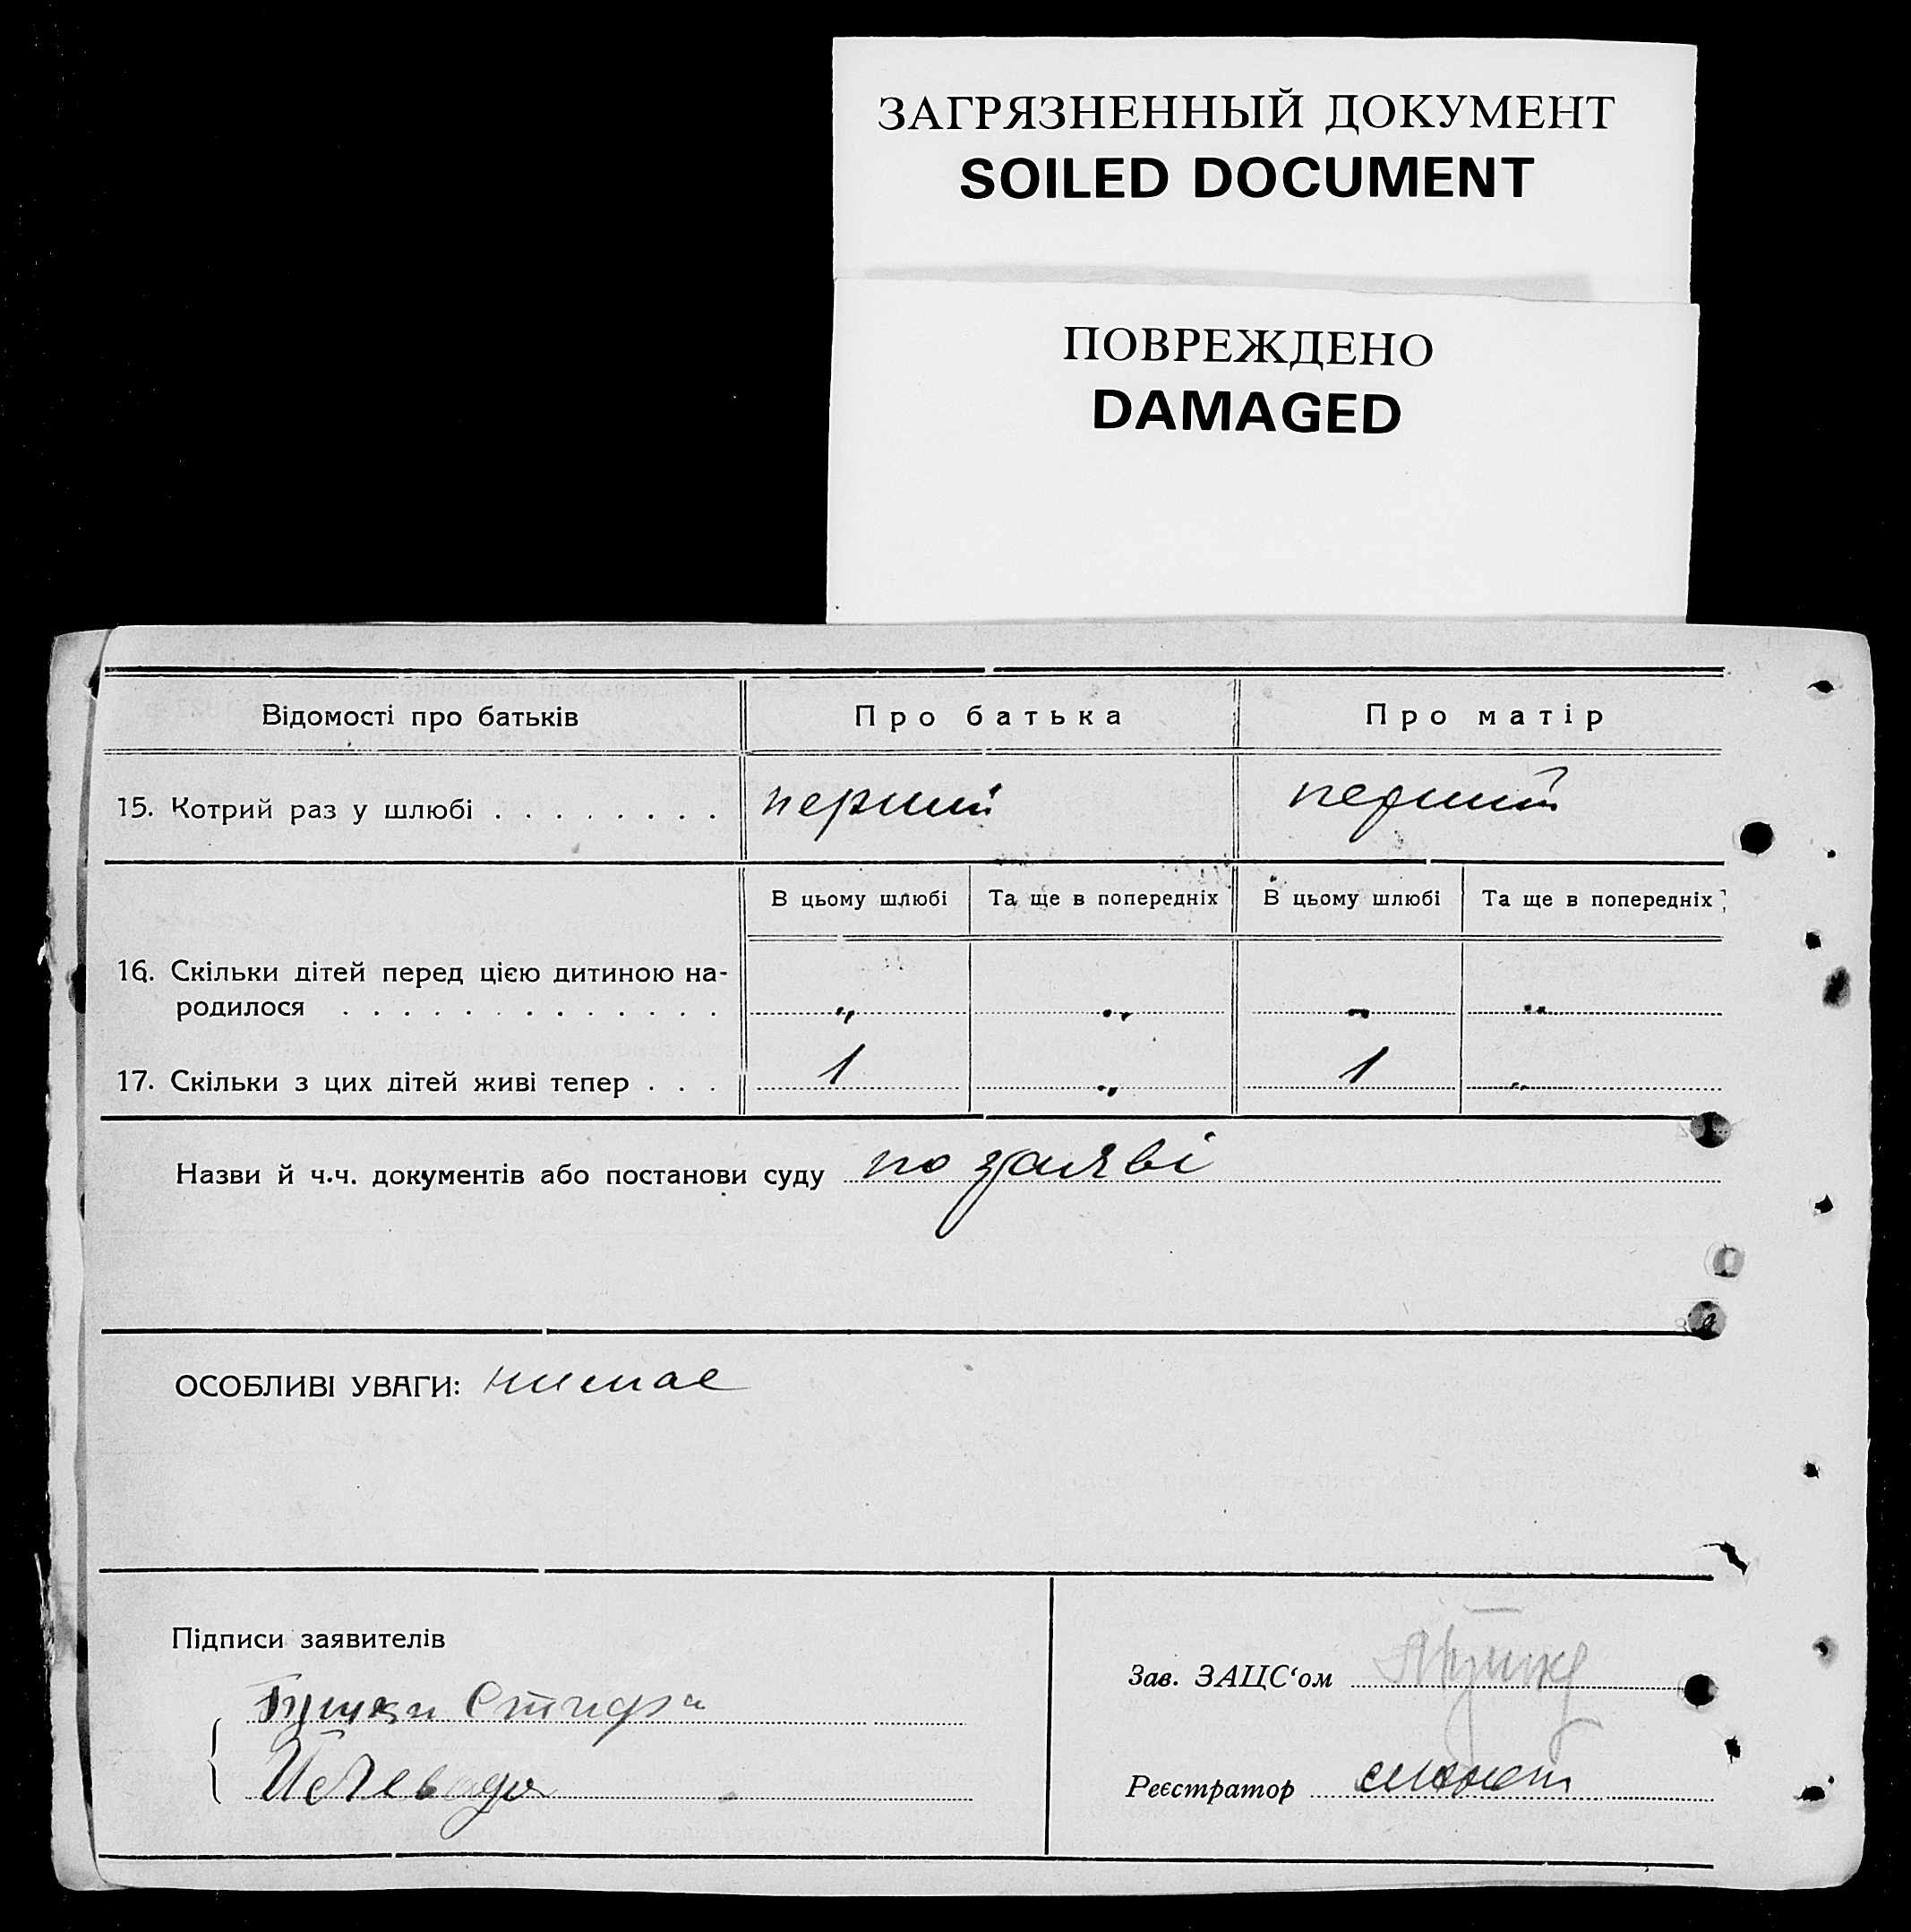 ЗАГРЯЗНЕННЫЙ ДОКУМЕНТ
SOILED DOCUMENT
ПОВРЕЖДЕНО
DAMAGED
Відомості про батьків Про батька Про матір
15. Котрий раз у шлюбі . . . . . . . . перший перший
В цьому шлюбі Та ще в попередніх В цьому шлюбі Та ще в попередніх
16. Скільки дітей перед цією дитиною на-
родилося . . . . . . . . . . . . . „ „ „ „
17. Скільки з цих дітей живі тепер . . . 1 „ 1 „
Назви й ч.ч. документів або постанови суду по заяві
ОСОБЛИВІ УВАГИ: нимае
Підписи заявителів
Зав. ЗАЦС‘ом
Реєстратор